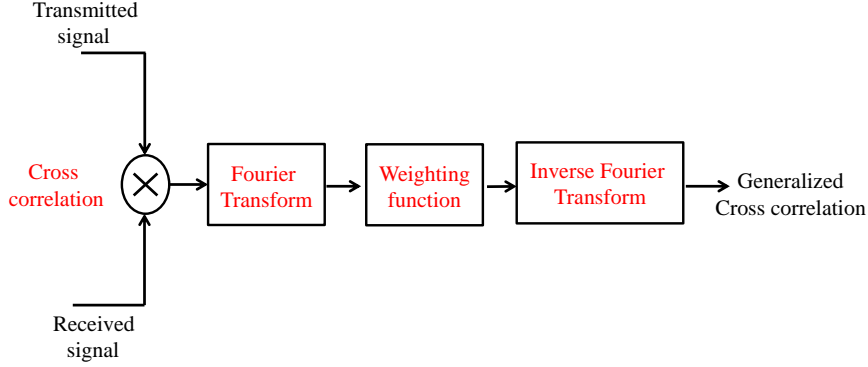 Transmitted
signal
Cross
correlation
Fourier
Transform
Weighting
function
Inverse Fourier
Transform
Generalized
Cross correlation
Received
signal